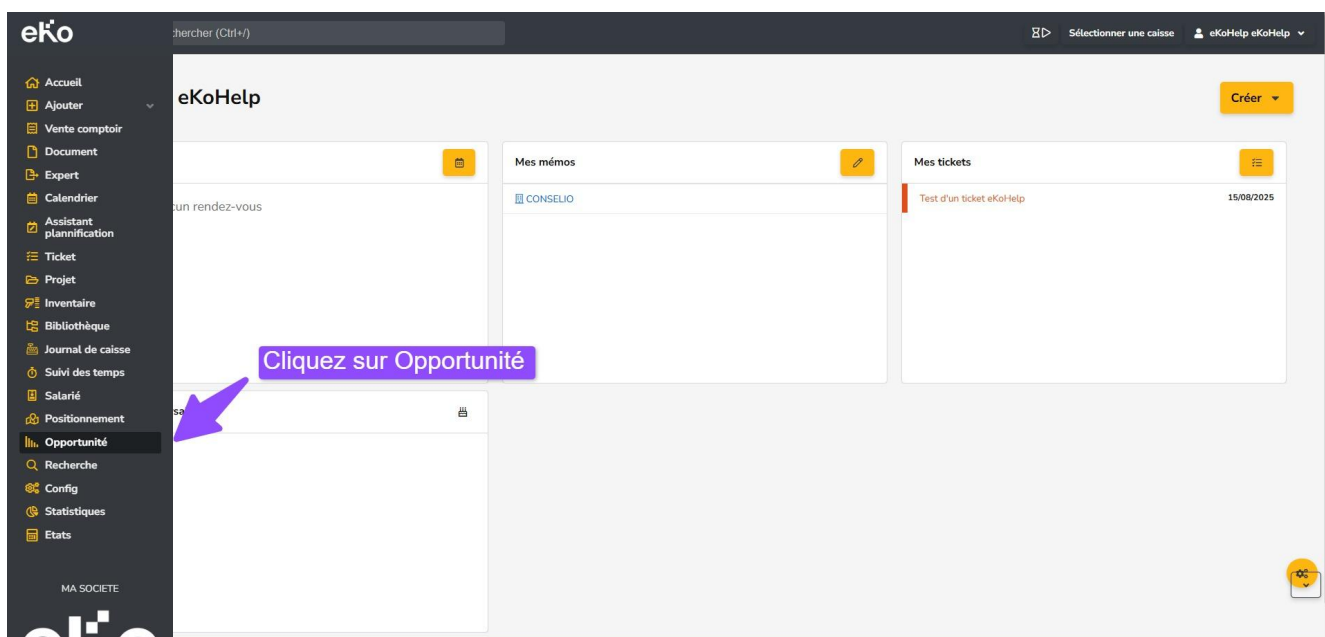 eko
hercher (Ctrl+/)
Sélectionner une caisse
eKoHelp eKoHelp
Accueil
Ajouter
Vente comptoir
Document
Expert
Calendrier
Assistant
plannification
Ticket
Projet
Inventaire
Bibliothèque
Journal de caisse
Suivi des temps
Salarié
Positionnement
Opportunité
Recherche
Config
Statistiques
Etats
MA SOCIETE
eKoHelp
Créer
Mes mémos
Mes tickets
cun rendez-vous
CONSELIO
Test d'un ticket eKoHelp
15/08/2025
Cliquez sur Opportunité